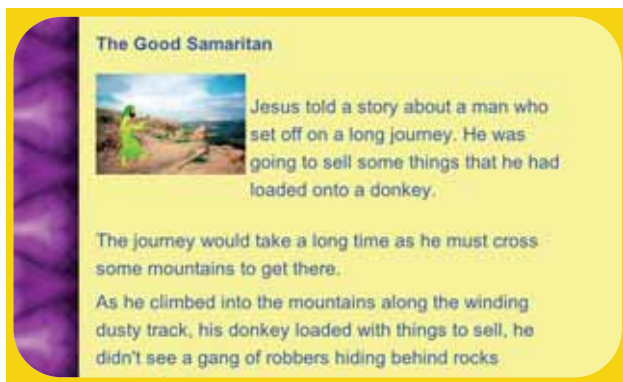 The Good Samaritan
Jesus told a story about a man who
set off on a long journey. He was
going to sell some things that he had
loaded onto a donkey.
The journey would take a long time as he must cross
some mountains to get there.
As he climbed into the mountains along the winding
dusty track, his donkey loaded with things to sell, he
didn't see a gang of robbers hiding behind rocks